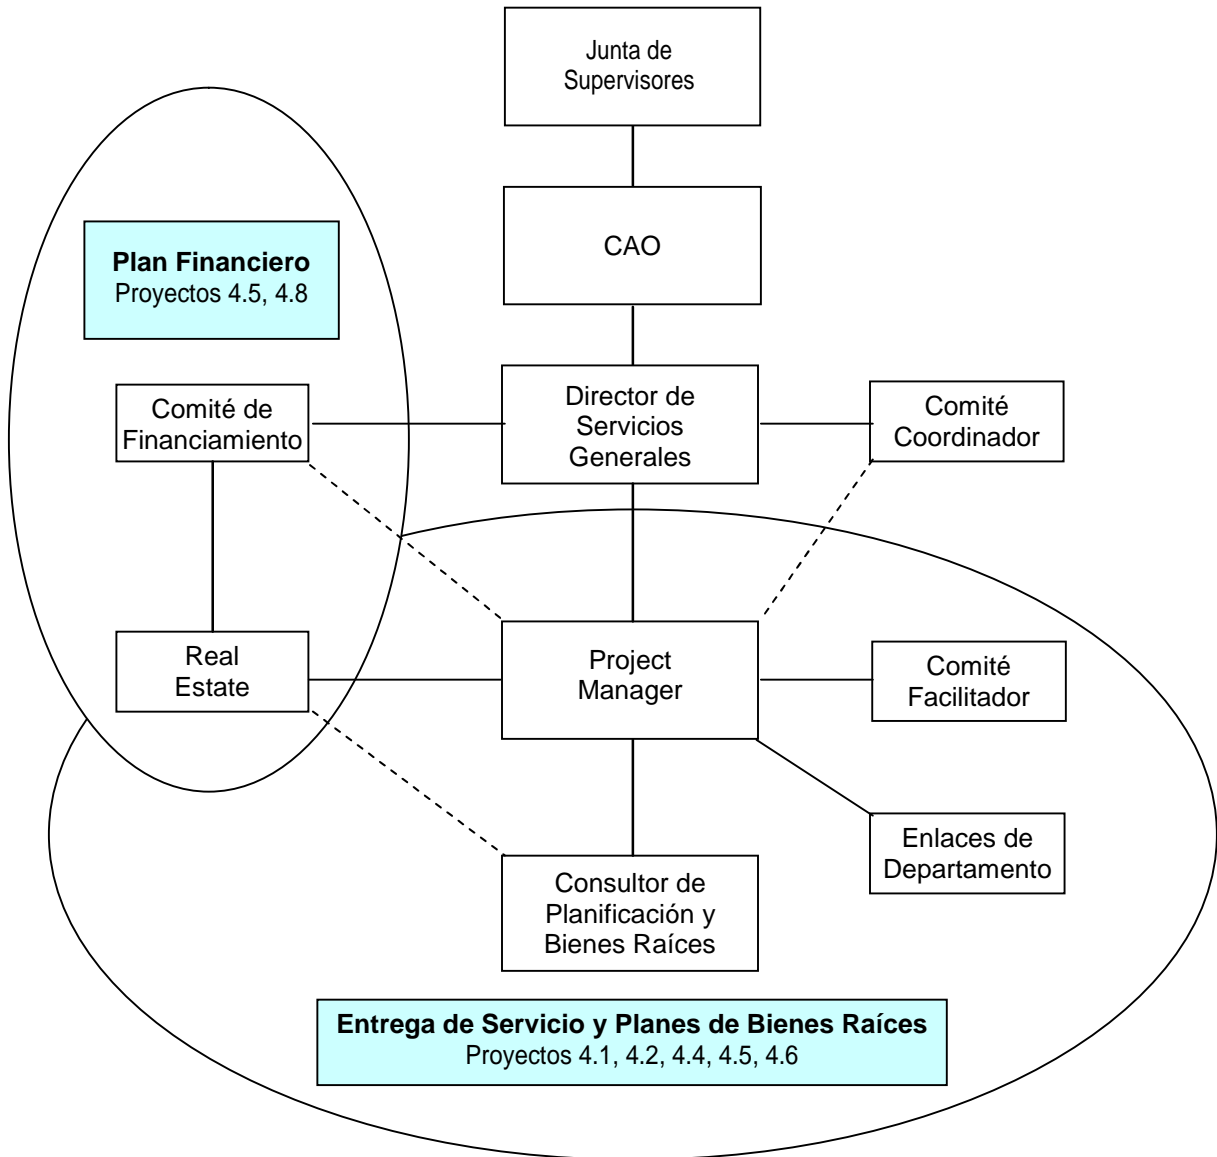 Junta de
Supervisores
CAO
Plan Financiero
Proyectos 4.5, 4.8
Comité de
Financiamiento
Director de
Servicios
Generales
Comité
Coordinador
Real
Estate
Project
Manager
Comité
Facilitador
Enlaces de
Departamento
Consultor de
Planificación y
Bienes Raíces
Entrega de Servicio y Planes de Bienes Raíces
Proyectos 4.1, 4.2, 4.4, 4.5, 4.6